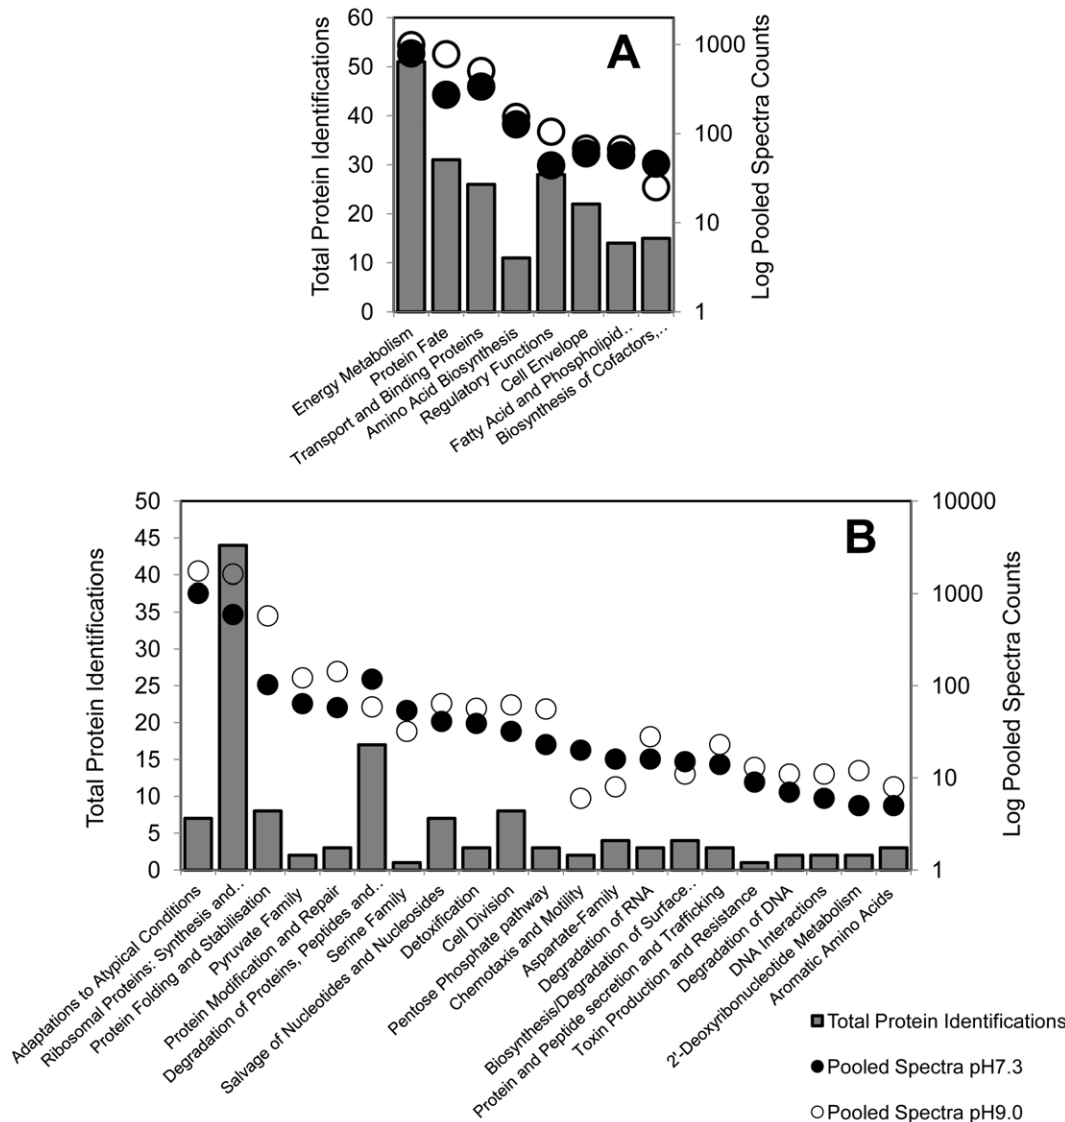 A
Total Protein Identifications
60
50
40
30
20
10
0
Log Pooled Spectra Counts
1000
100
10
1
Energy Metabolism
Protein Fate
Transport and Binding Proteins
Amino Acid Biosynthesis
Regulatory Functions
Cell Envelope
Fatty Acid and Phospholipid..
Biosynthesis of Cofactors,..
B
Total Protein Identifications
50
45
40
35
30
25
20
15
10
5
0
Log Pooled Spectra Counts
10000
1000
100
10
1
Adaptations to Atypical Conditions
Ribosomal Proteins: Synthesis and..
Protein Folding and Stabilisation
Pyruvate Family
Protein Modification and Repair
Degradation of Proteins, Peptides and..
Serine Family
Salvage of Nucleotides and Nucleosides
Detoxification
Cell Division
Pentose Phosphate pathway
Chemotaxis and Motility
Aspartate-Family
Degradation of RNA
Biosynthesis/Degradation of Surface..
Protein and Peptide secretion and Trafficking
Toxin Production and Resistance
Degradation of DNA
DNA Interactions
2'-Deoxyribonucleotide Metabolism
Aromatic Amino Acids
Total Protein Identifications
Pooled Spectra pH7.3
Pooled Spectra pH9.0